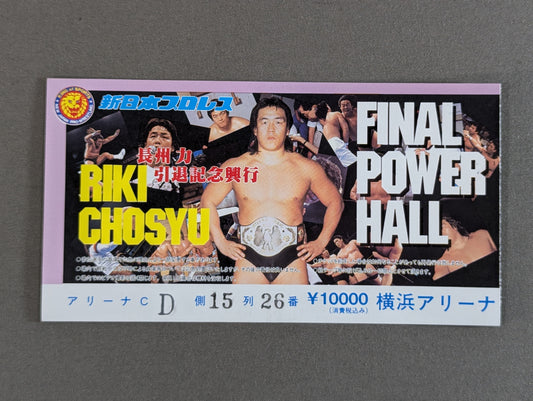 新日本プロレス
長州 力
引退記念興行
RIKI
CHOSYU
FINAL
POWER
HALL
アリーナC D 側 15 列 26 番 ¥10000 横浜アリーナ
(消費税込み)